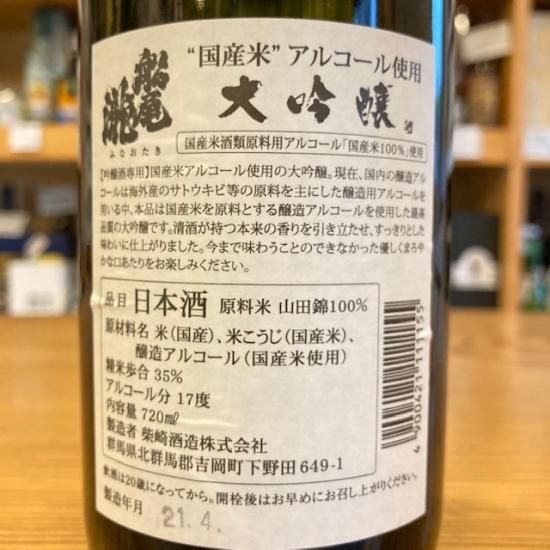 "国産米"アルコール使用
船尾瀧
ふなおたき
大吟醸 酒
国産米酒類原料用アルコール「国産米100%」使用
【吟醸酒専用】国産米アルコール使用の大吟醸。現在、国内の醸造アル
コールは海外産のサトウキビ等の原料を主にした醸造用アルコールを
用いる中、本品は国産米を原料とする醸造アルコールを使用した最高
品質の大吟醸です。清酒が持つ本来の香りを引き立たせ、すっきりとした
味わいに仕上がりました。今まで味わうことのできなかった優しくまろや
かな口あたりをお楽しみください。
品目 日本酒 原料米 山田錦100%
原材料名 米(国産)、米こうじ(国産米)、
醸造アルコール(国産米使用)
精米歩合 35%
アルコール分 17度
内容量 720㎖
製造者 柴崎酒造株式会社
群馬県北群馬郡吉岡町下野田649-1
飲酒は20歳になってから。開栓後はお早めにお召し上がりください。
製造年月 21.4.
4900421111155